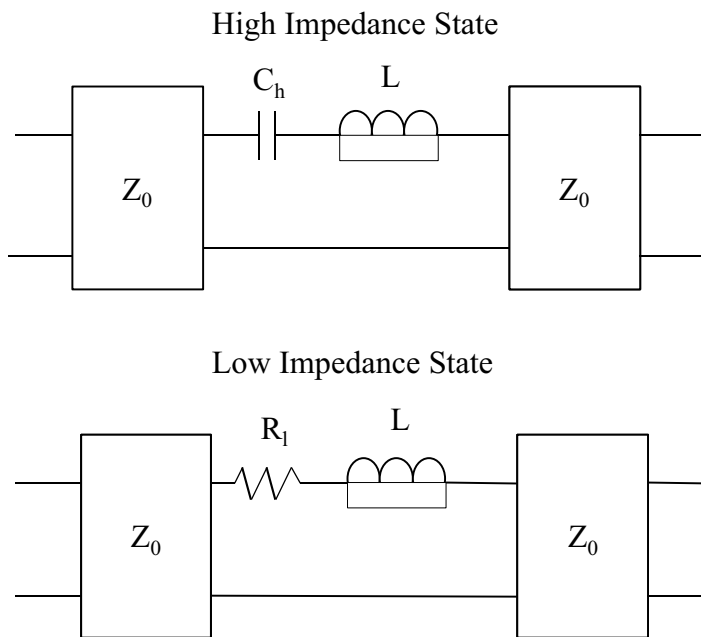 High Impedance State
C_h L
Z_0 Z_0
Low Impedance State
R_l L
Z_0 Z_0